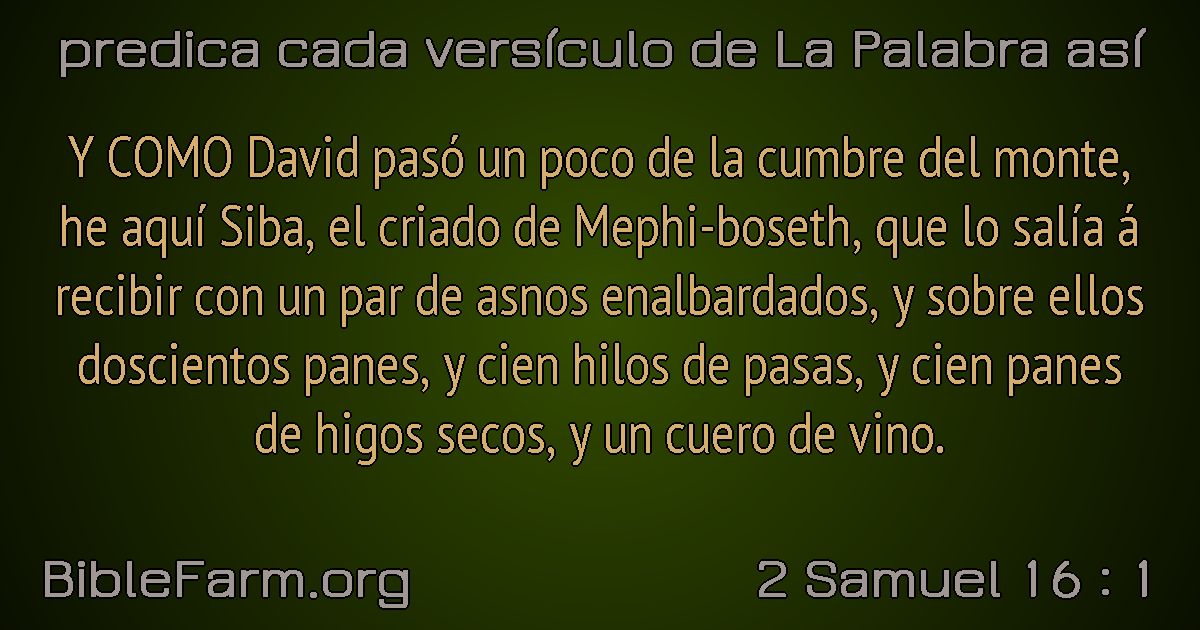 predica cada versículo de La Palabra así
Y COMO David pasó un poco de la cumbre del monte,
he aquí Siba, el criado de Mephi-boseth, que lo salía á
recibir con un par de asnos enalbardados, y sobre ellos
doscientos panes, y cien hilos de pasas, y cien panes
de higos secos, y un cuero de vino.
BibleFarm.org
2 Samuel 16 : 1